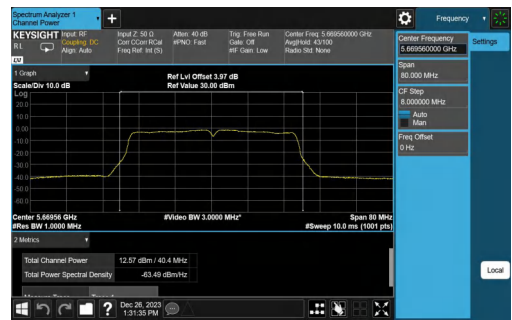 Spectrum Analyzer 1
Channel Power
+
Frequency
KEYSIGHT
RL
Input: RF
Coupling: DC
Align: Auto
Input Z: 50 Ω
Corr CCorr RCal
Freq Ref: Int (S)
Atten: 40 dB
#PNO: Fast
Trig: Free Run
Gate: Off
#IF Gain: Low
Center Freq: 5.669560000 GHz
Avg|Hold: 43/100
Radio Std: None
Center Frequency
5.669560000 GHz
Settings
Span
80.000 MHz
CF Step
8.000000 MHz
Auto
Man
Freq Offset
0 Hz
Local
1 Graph
Scale/Div 10.0 dB
Ref Lvl Offset 3.97 dB
Ref Value 30.00 dBm
Log
20.0
10.0
0.00
-10.0
-20.0
-30.0
-40.0
-50.0
-60.0
Center 5.66956 GHz
#Video BW 3.0000 MHz*
Span 80 MHz
#Res BW 1.0000 MHz
#Sweep 10.0 ms (1001 pts)
2 Metrics
Total Channel Power
12.57 dBm / 40.4 MHz
Total Power Spectral Density
-63.49 dBm/Hz
?
Dec 26, 2023
1:31:35 PM